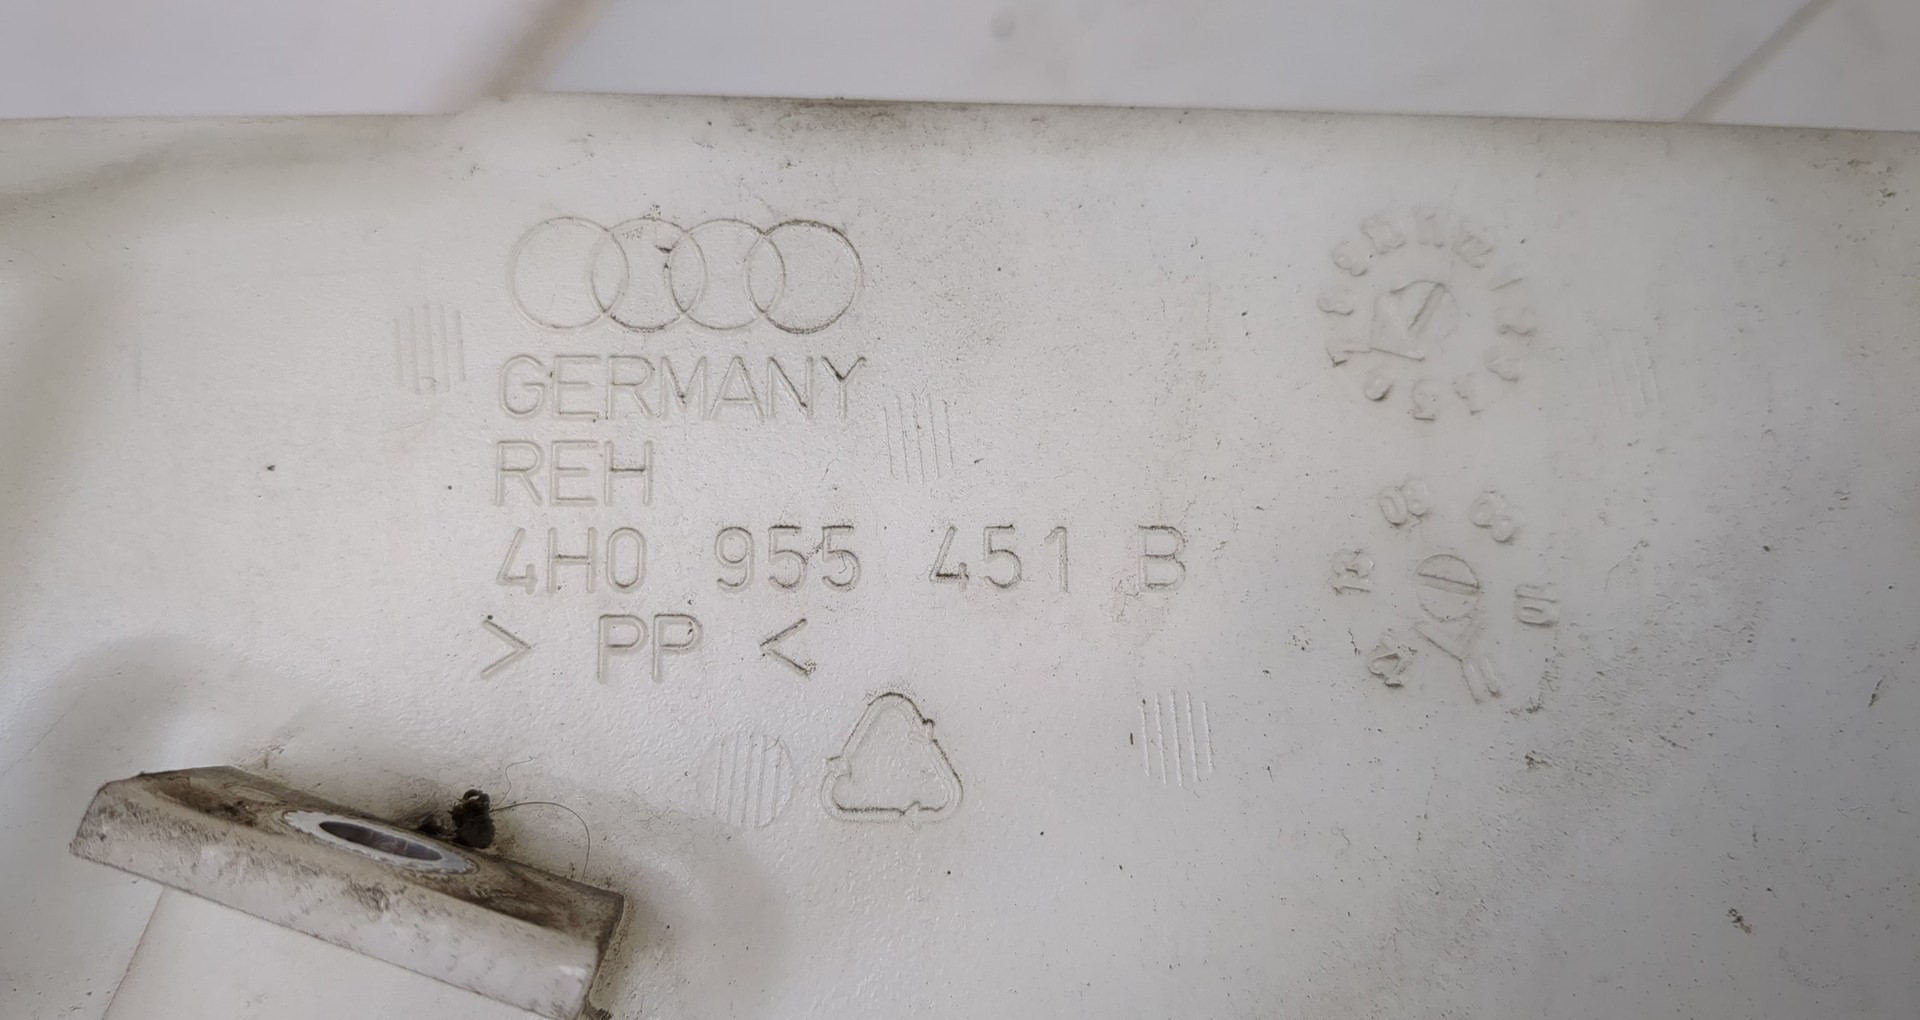 GERMANY
REH
4H0 955 451 B
> PP <